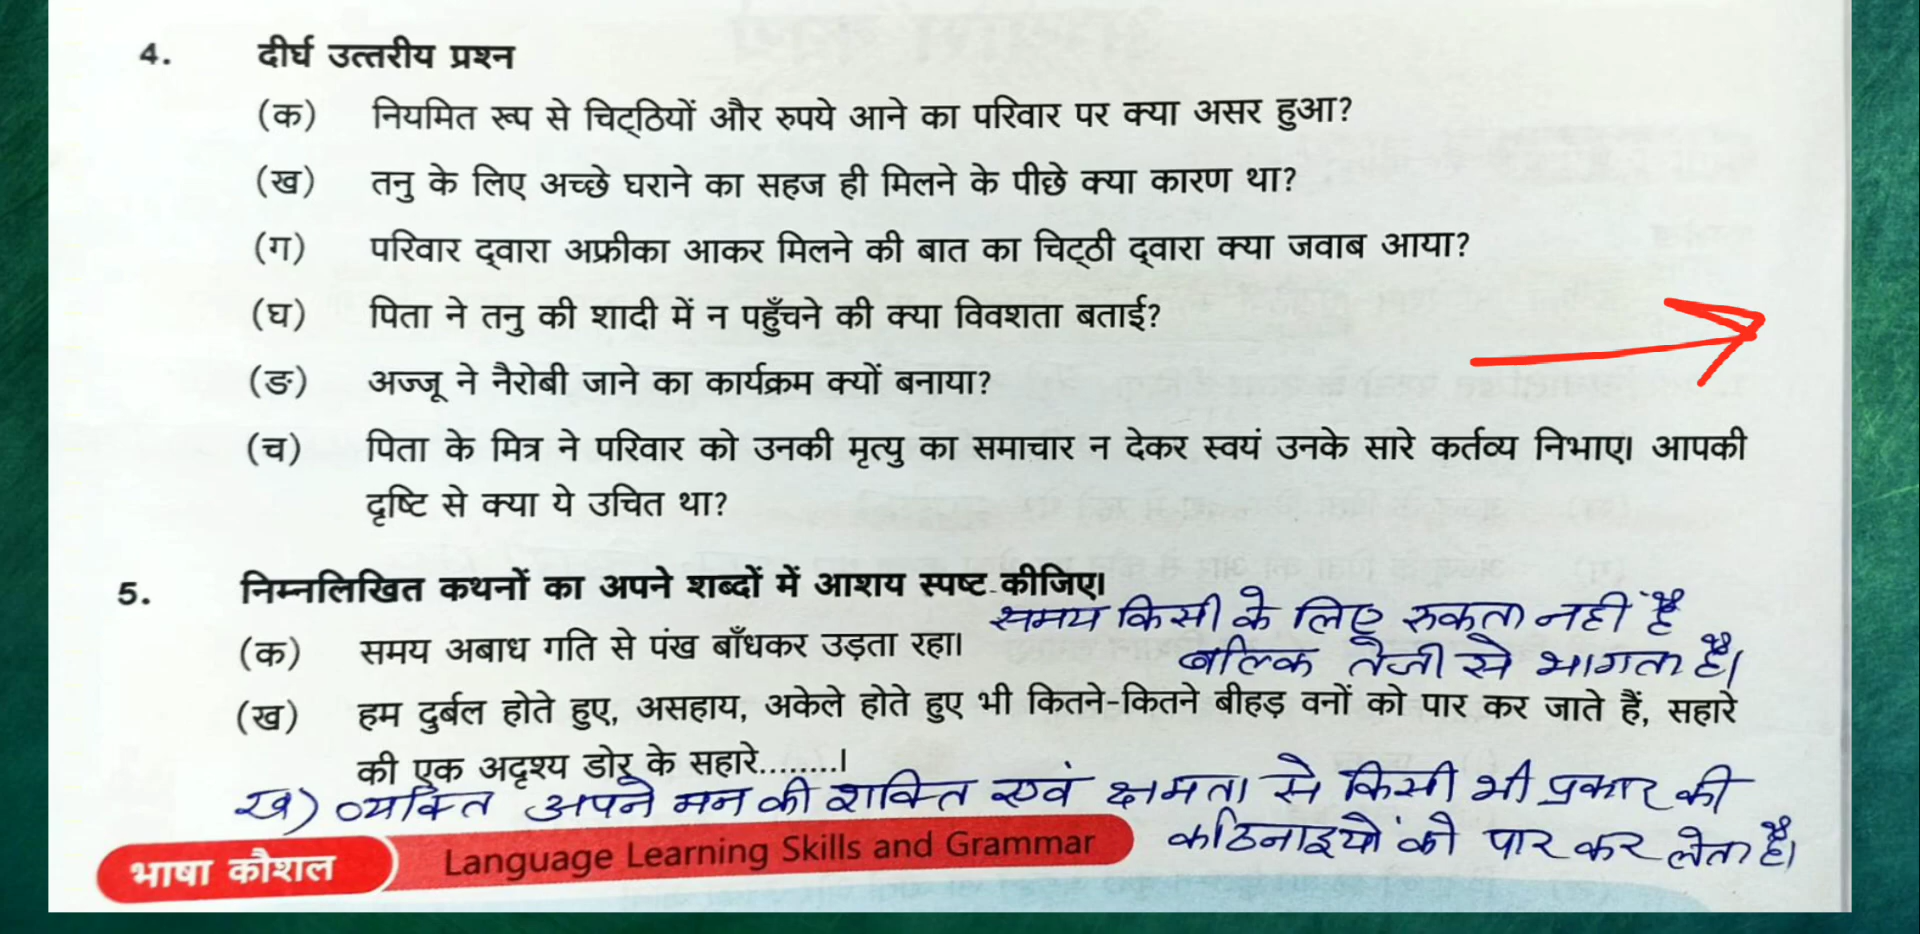 4. दीर्घ उत्तरीय प्रश्न
(क) नियमित रूप से चिट्ठियों और रुपये आने का परिवार पर क्या असर हुआ?
(ख) तनु के लिए अच्छे घराने का सहज ही मिलने के पीछे क्या कारण था?
(ग) परिवार द्वारा अफ्रीका आकर मिलने की बात का चिट्ठी द्वारा क्या जवाब आया?
(घ) पिता ने तनु की शादी में न पहुँचने की क्या विवशता बताई?
(ङ) अज्जू ने नैरोबी जाने का कार्यक्रम क्यों बनाया?
(च) पिता के मित्र ने परिवार को उनकी मृत्यु का समाचार न देकर स्वयं उनके सारे कर्तव्य निभाए। आपकी
दृष्टि से क्या ये उचित था?
5. निम्नलिखित कथनों का अपने शब्दों में आशय स्पष्ट कीजिए।
समय किसी के लिए रुकता नहीं है
(क) समय अबाध गति से पंख बाँधकर उड़ता रहा।
बल्कि तेजी से भागता है।
(ख) हम दुर्बल होते हुए, असहाय, अकेले होते हुए भी कितने-कितने बीहड़ वनों को पार कर जाते हैं, सहारे
की एक अदृश्य डोर के सहारे........।
ख) व्यक्ति अपने मन की शक्ति एवं क्षमता से किसी भी प्रकार की
कठिनाइयों को पार कर लेता है।
भाषा कौशल Language Learning Skills and Grammar